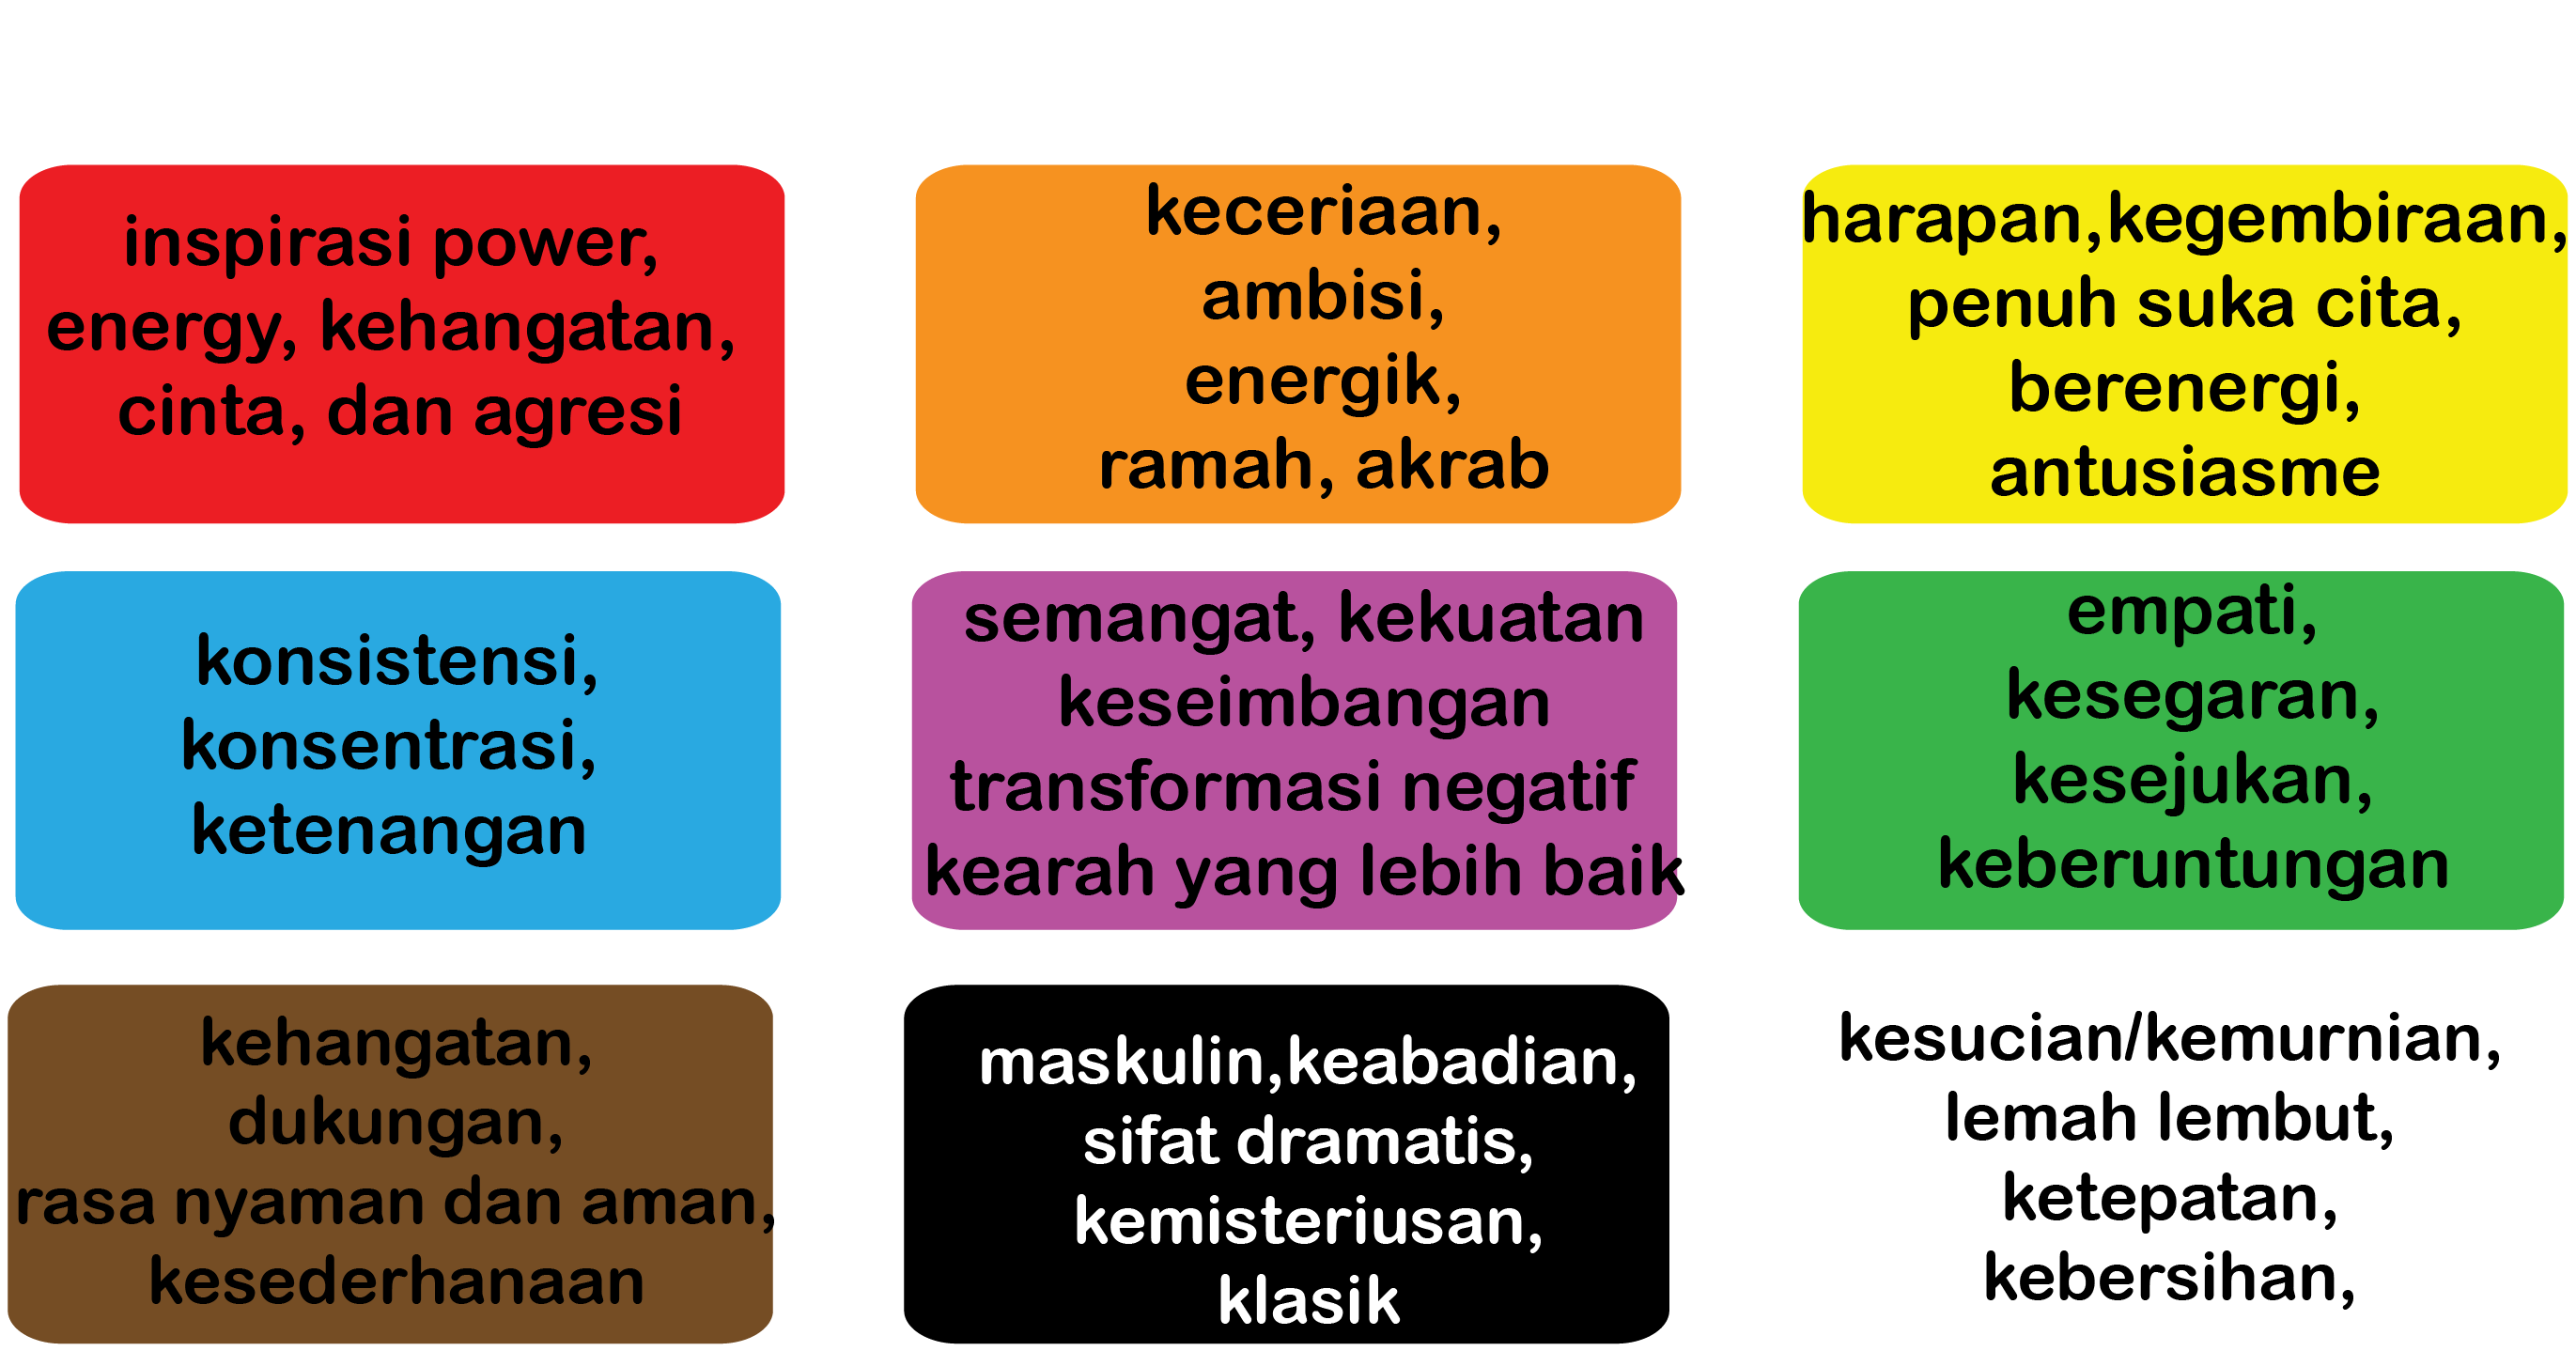 inspirasi power,
energy, kehangatan,
cinta, dan agresi
keceriaan,
ambisi,
energik,
ramah, akrab
harapan,kegembiraan,
penuh suka cita,
berenergi,
antusiasme
konsistensi,
konsentrasi,
ketenangan
semangat, kekuatan
keseimbangan
transformasi negatif
kearah yang lebih baik
empati,
kesegaran,
kesejukan,
keberuntungan
kehangatan,
dukungan,
rasa nyaman dan aman,
kesederhanaan
maskulin,keabadian,
sifat dramatis,
kemisteriusan,
klasik
kesucian/kemurnian,
lemah lembut,
ketepatan,
kebersihan,